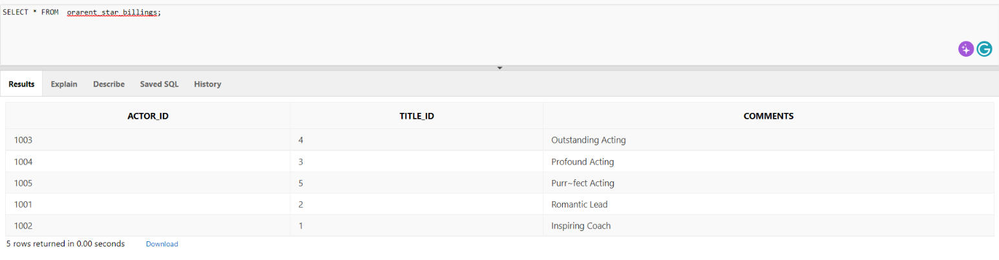 SELECT * FROM  orarent_star_billings;
Results Explain Describe Saved SQL History
ACTOR_ID TITLE_ID COMMENTS
1003 4 Outstanding Acting
1004 3 Profound Acting
1005 5 Purr~fect Acting
1001 2 Romantic Lead
1002 1 Inspiring Coach
5 rows returned in 0.00 seconds Download